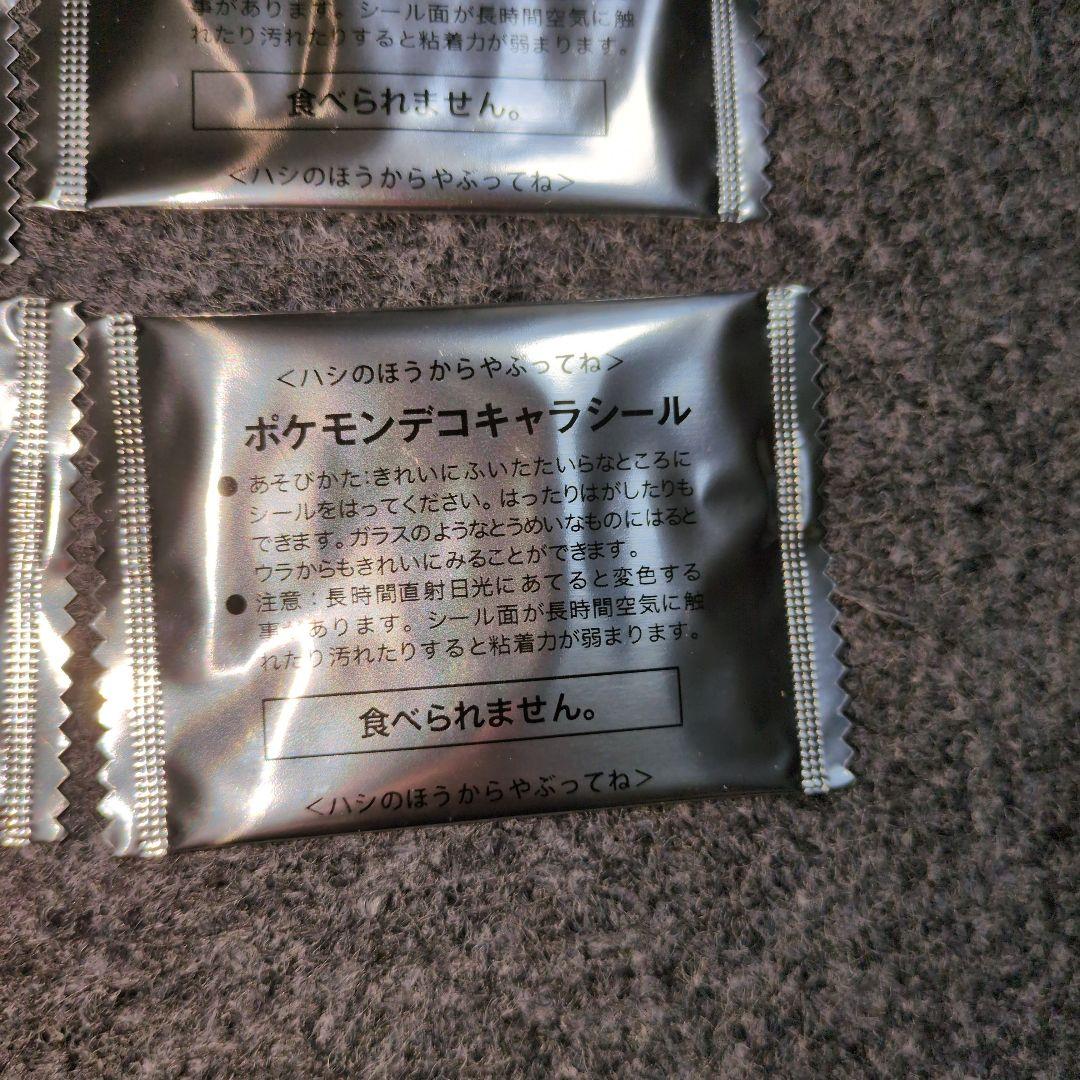 事があります。シール面が長時間空気に触
れたり汚れたりすると粘着力が弱まります。
食べられません。
<ハシのほうからやぶってね>
<ハシのほうからやぶってね>
ポケモンデコキャラシール
● あそびかた:きれいにふいたたいらなところに
シールをはってください。はったりはがしたりも
できます。ガラスのようなとうめいなものにはると
ウラからもきれいにみることができます。
● 注意:長時間直射日光にあてると変色する
事があります。シール面が長時間空気に触
れたり汚れたりすると粘着力が弱まります。
食べられません。
<ハシのほうからやぶってね>